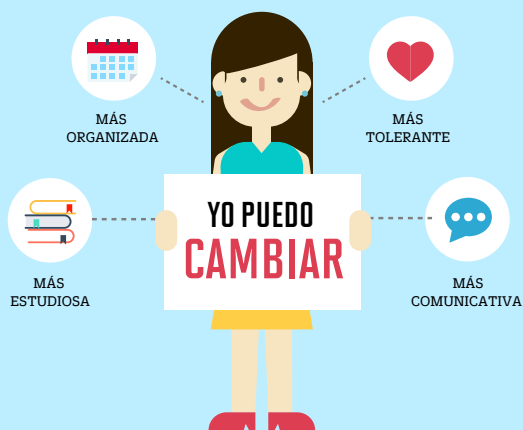 MÁS
ORGANIZADA
MÁS
TOLERANTE
YO PUEDO
CAMBIAR
MÁS
ESTUDIOSA
MÁS
COMUNICATIVA